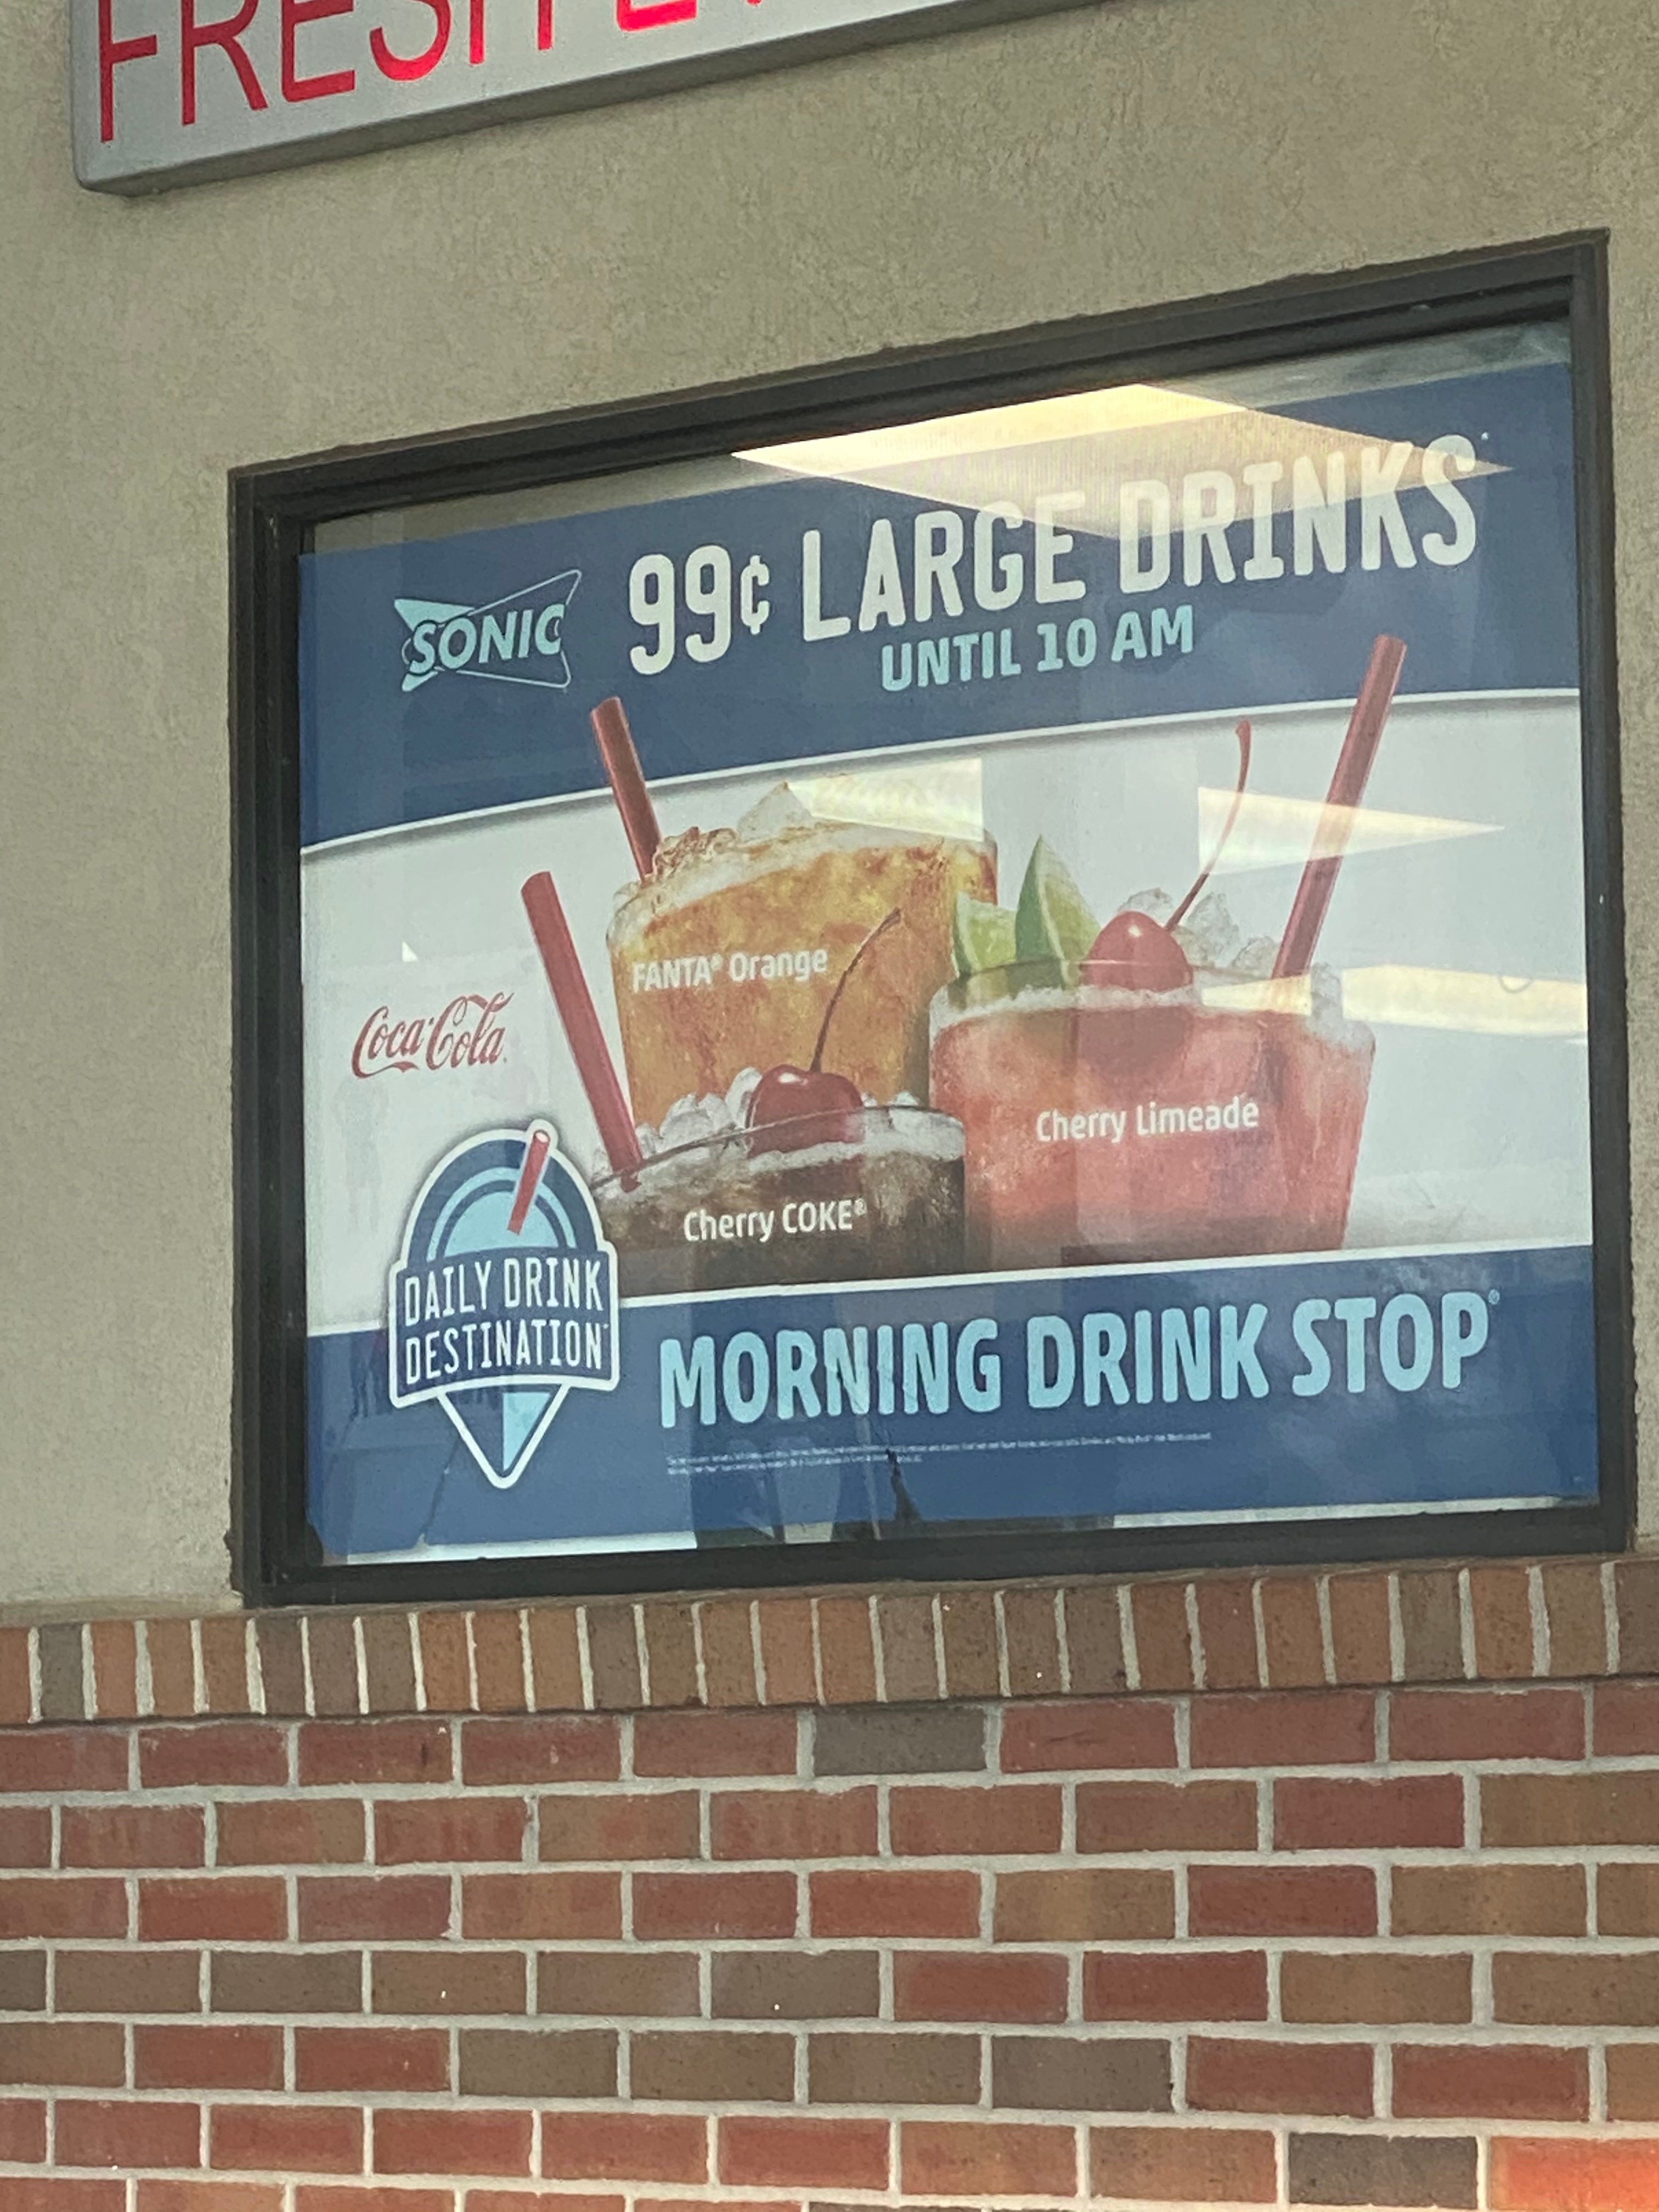 FRESH
SONIC
99¢ LARGE DRINKS
UNTIL 10 AM
FANTA® Orange
Coca-Cola
Cherry Limeade
Cherry COKE®
DAILY DRINK
DESTINATION
MORNING DRINK STOP®